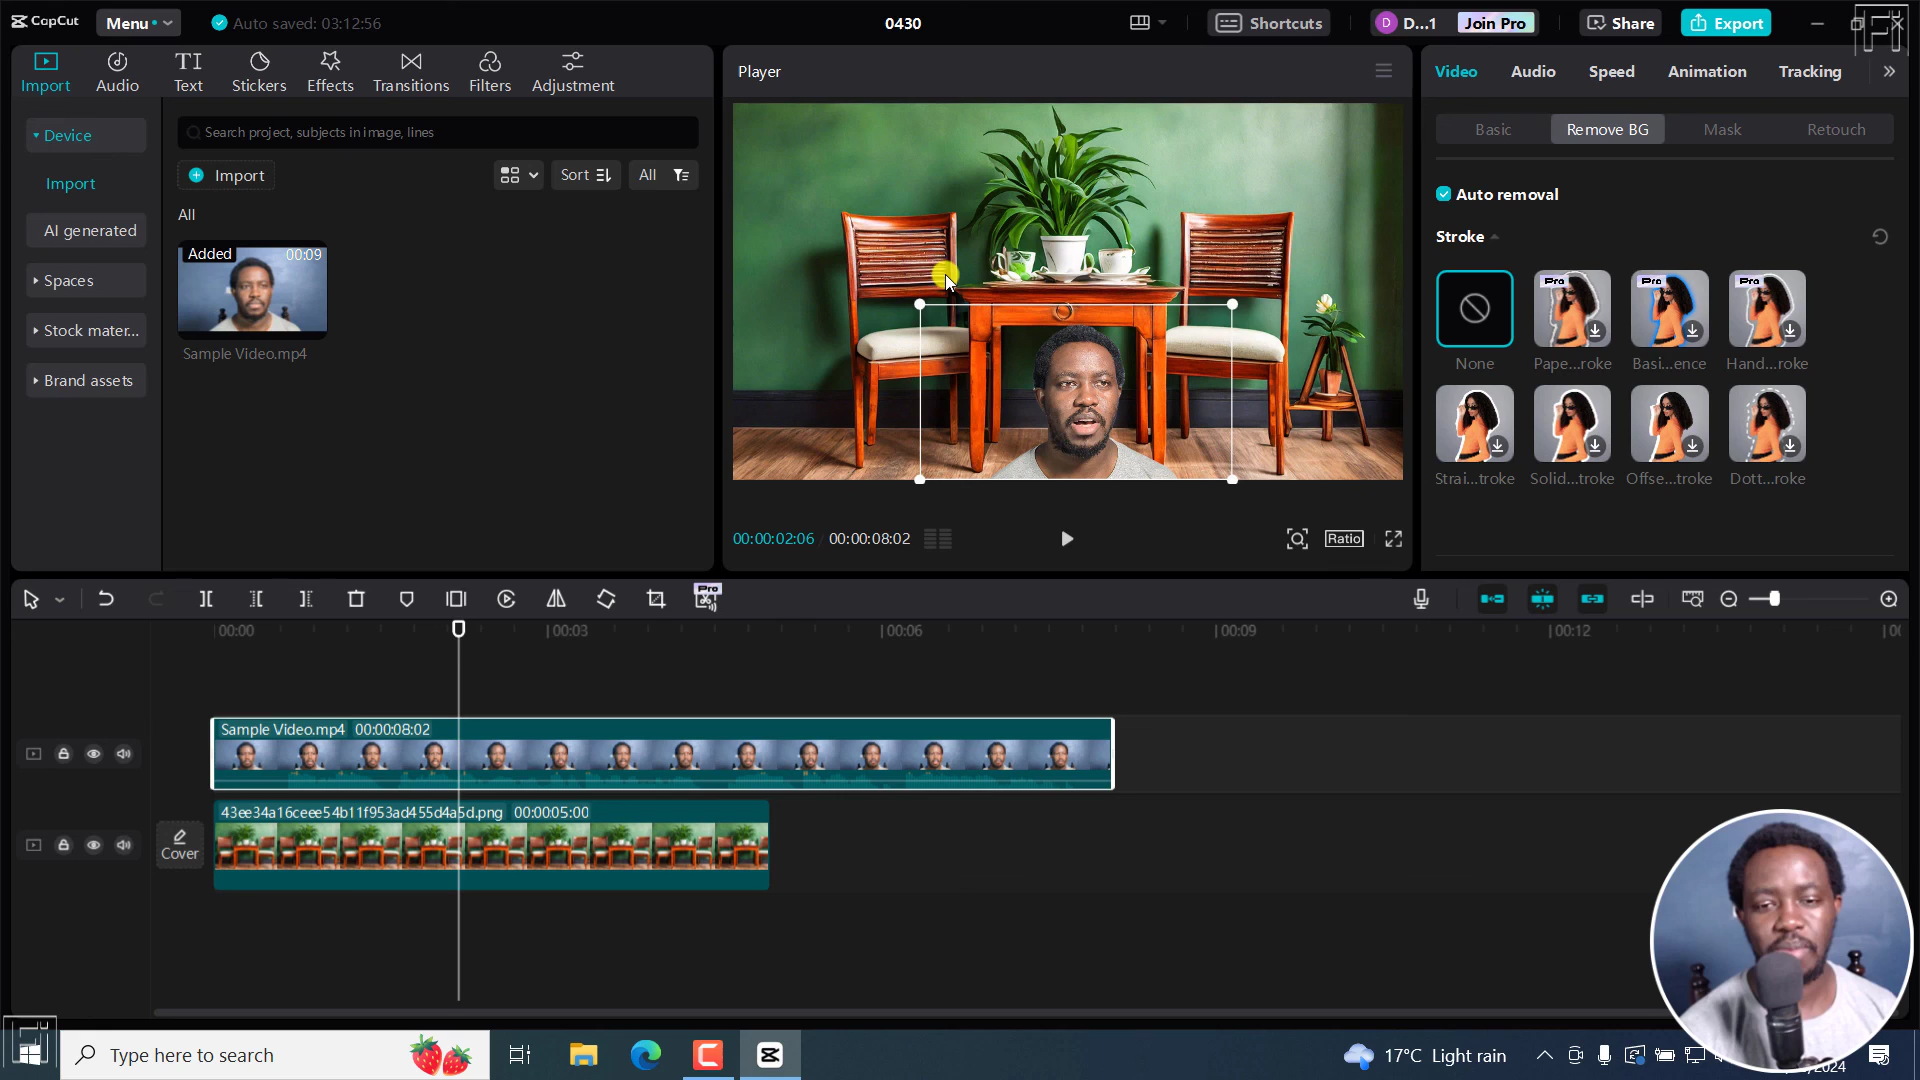 CapCut
Menu
Auto saved: 03:12:56
0430
Shortcuts
D D...1
Join Pro
Share
Export
Import
Audio
TI
Text
Stickers
Effects
Transitions
Filters
Adjustment
Device
Import
AI generated
Spaces
Stock mater...
Brand assets
Search project, subjects in image, lines
Import
Sort
All
All
Added
00:09
Sample Video.mp4
Player
00:00:02:06 / 00:00:08:02
Ratio
Video
Audio
Speed
Animation
Tracking
Basic
Remove BG
Mask
Retouch
Auto removal
Stroke
Pro
Pro
Pro
None
Pape...roke
Basi...ence
Hand...roke
Strai...troke
Solid...troke
Offse...troke
Dott...roke
Pro
00:00
00:03
00:06
00:09
00:12
Sample Video.mp4 00:00:08:02
43ee34a16ceee54b11f953ad455d4a5d.png 00:00:05:00
Cover
Type here to search
17°C Light rain